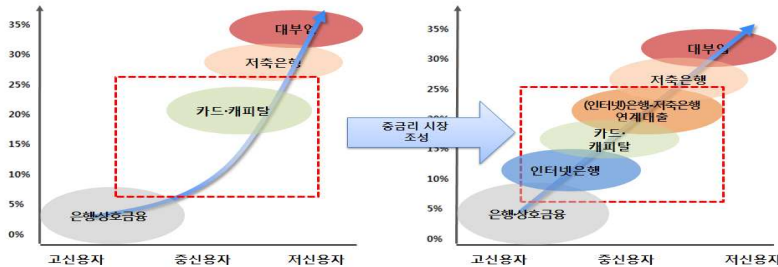 35%
30%
25%
20%
15%
10%
5%
0%
대부업
저축은행
카드·캐피탈
은행·상호금융
고신용자
중신용자
저신용자
중금리 시장
조성
35%
30%
25%
20%
15%
10%
5%
0%
대부업
저축은행
(인터넷)은행-저축은행
연계대출
카드·
캐피탈
인터넷은행
은행·상호금융
고신용자
중신용자
저신용자